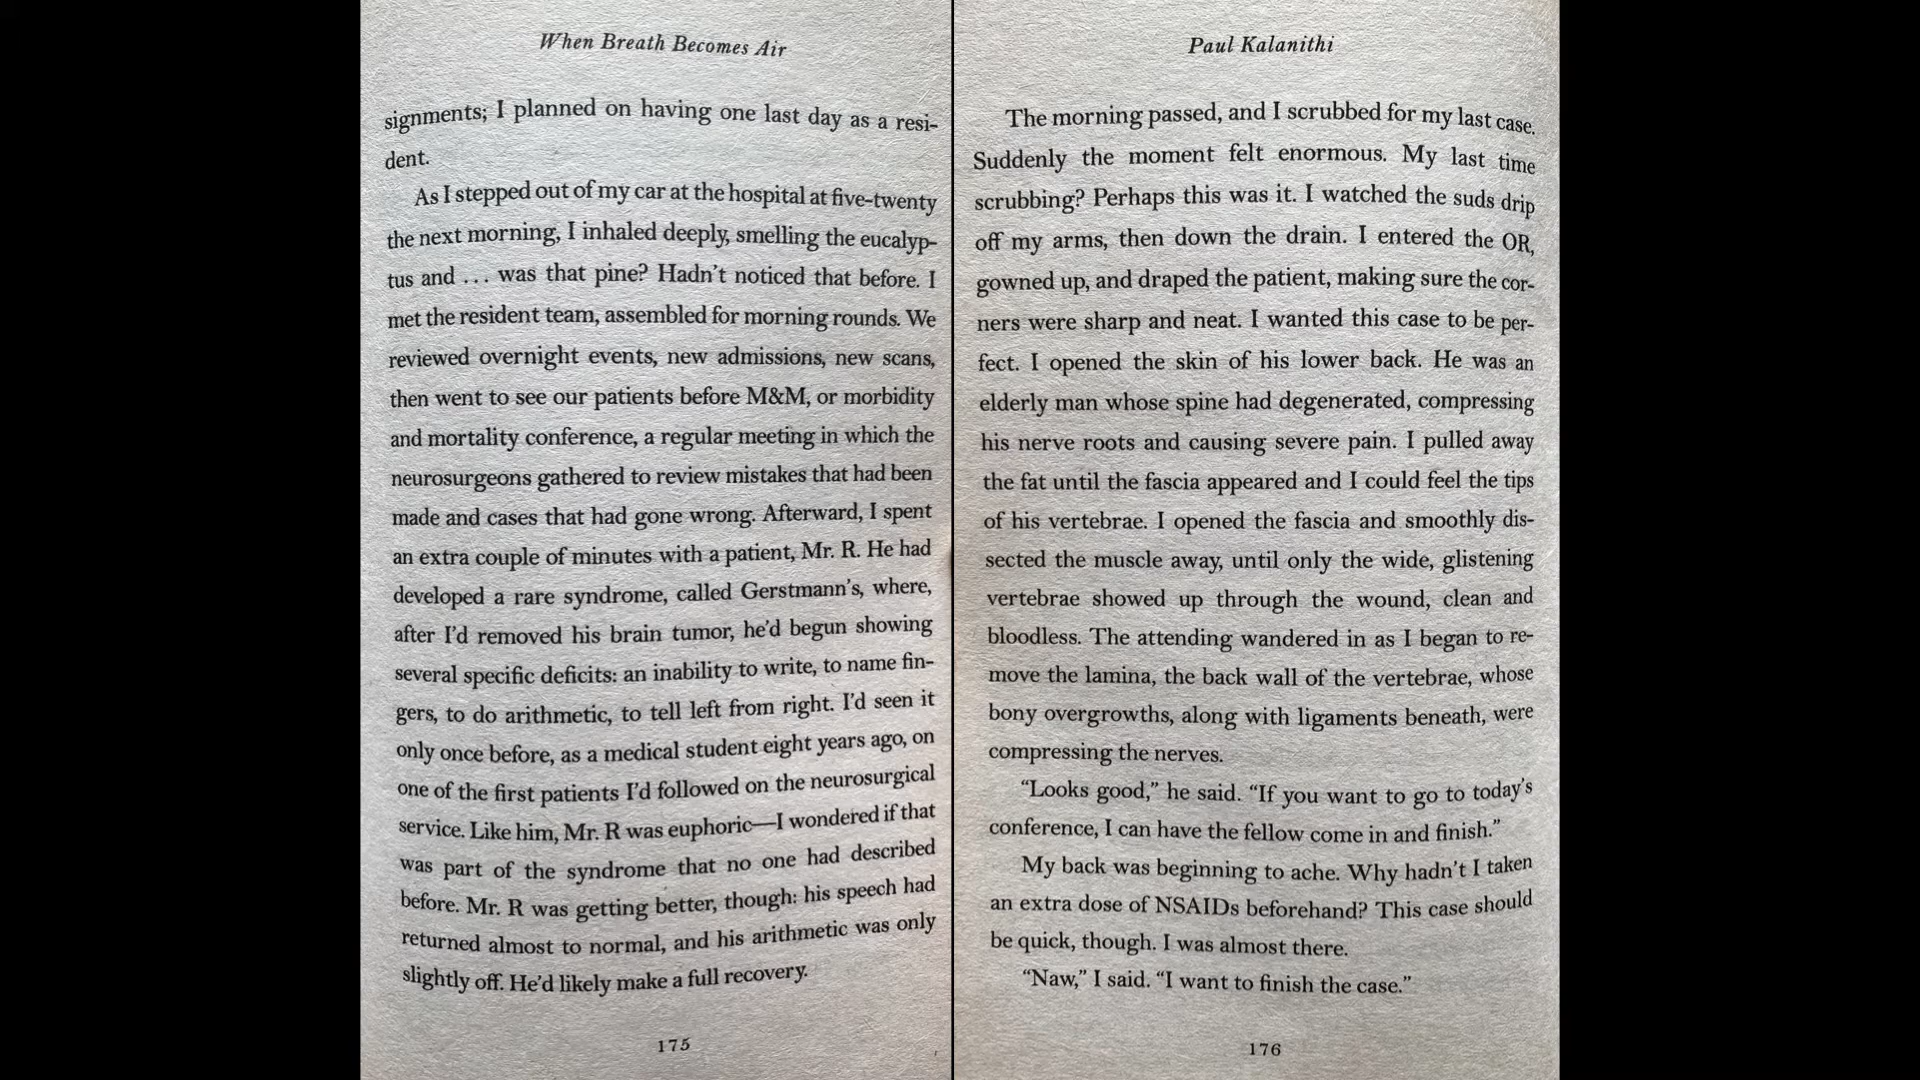 When Breath Becomes Air
signments; I planned on having one last day as a resi-
dent.
As I stepped out of my car at the hospital at five-twenty
the next morning, I inhaled deeply, smelling the eucalyp-
tus and ... was that pine? Hadn't noticed that before. I
met the resident team, assembled for morning rounds. We
reviewed overnight events, new admissions, new scans,
then went to see our patients before M&M, or morbidity
and mortality conference, a regular meeting in which the
neurosurgeons gathered to review mistakes that had been
made and cases that had gone wrong. Afterward, I spent
an extra couple of minutes with a patient, Mr. R. He had
developed a rare syndrome, called Gerstmann's, where,
after I'd removed his brain tumor, he'd begun showing
several specific deficits: an inability to write, to name fin-
gers, to do arithmetic, to tell left from right. I'd seen it
only once before, as a medical student eight years ago, on
one of the first patients I'd followed on the neurosurgical
service. Like him, Mr. R was euphoric—I wondered if that
was part of the syndrome that no one had described
before. Mr. R was getting better, though: his speech had
returned almost to normal, and his arithmetic was only
slightly off. He'd likely make a full recovery.
175
Paul Kalanithi
The morning passed, and I scrubbed for my last case.
Suddenly the moment felt enormous. My last time
scrubbing? Perhaps this was it. I watched the suds drip
off my arms, then down the drain. I entered the OR,
gowned up, and draped the patient, making sure the cor-
ners were sharp and neat. I wanted this case to be per-
fect. I opened the skin of his lower back. He was an
elderly man whose spine had degenerated, compressing
his nerve roots and causing severe pain. I pulled away
the fat until the fascia appeared and I could feel the tips
of his vertebrae. I opened the fascia and smoothly dis-
sected the muscle away, until only the wide, glistening
vertebrae showed up through the wound, clean and
bloodless. The attending wandered in as I began to re-
move the lamina, the back wall of the vertebrae, whose
bony overgrowths, along with ligaments beneath, were
compressing the nerves.
"Looks good," he said. "If you want to go to today's
conference, I can have the fellow come in and finish."
My back was beginning to ache. Why hadn't I taken
an extra dose of NSAIDs beforehand? This case should
be quick, though. I was almost there.
"Naw," I said. "I want to finish the case."
176